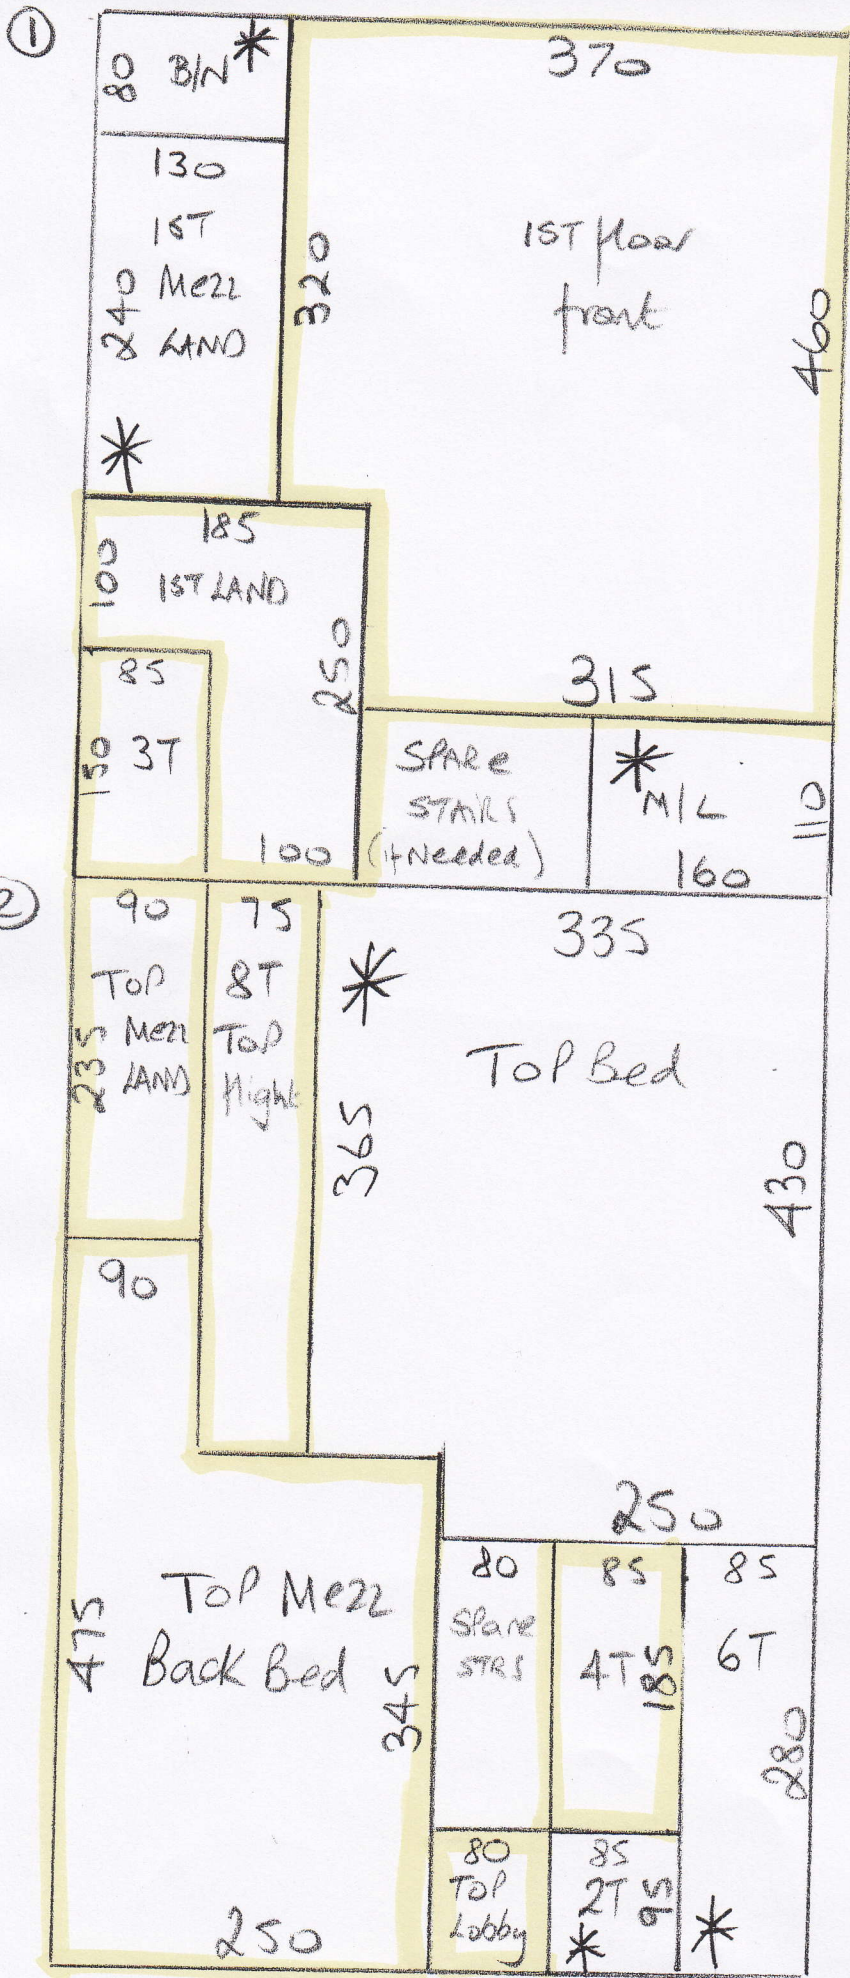 1
80 B/N *
370
130
1ST
Mezz
LAND
240
*
320
1ST floor
front
460
185
100
1ST LAND
250
85
150 3T
100
315
SPARE
STAIRS
(if Needed)
* M/L
110
160
2
90
TOP
Mezz
LAND
235
75
8T
TOP
flight
335
*
TOP Bed
365
430
90
250
TOP Mezz
Back Bed
475
345
250
80
Spare
STRS
85
4T
185
85
6T
280
80
TOP
Lobby
85
2T
95
*
*